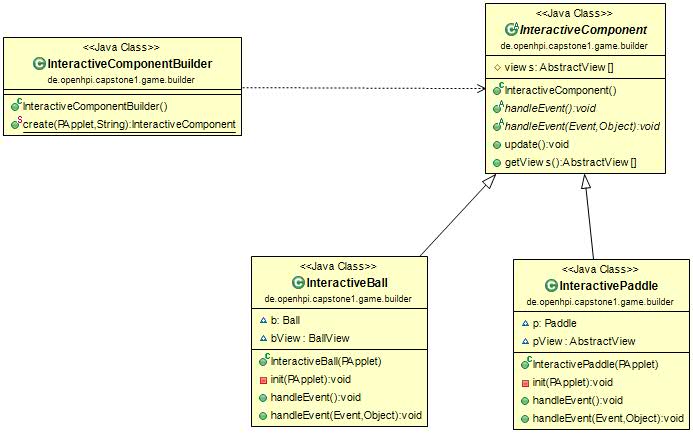 <<Java Class>>
InteractiveComponentBuilder
de.openhpi.capstone1.game.builder
InteractiveComponentBuilder()
create(PApplet,String):InteractiveComponent
<<Java Class>>
InteractiveComponent
de.openhpi.capstone1.game.builder
views: AbstractView[]
InteractiveComponent()
handleEvent():void
handleEvent(Event,Object):void
update():void
getViews():AbstractView[]
<<Java Class>>
InteractiveBall
de.openhpi.capstone1.game.builder
b: Ball
bView: BallView
InteractiveBall(PApplet)
init(PApplet):void
handleEvent():void
handleEvent(Event,Object):void
<<Java Class>>
InteractivePaddle
de.openhpi.capstone1.game.builder
p: Paddle
pView: AbstractView
InteractivePaddle(PApplet)
init(PApplet):void
handleEvent():void
handleEvent(Event,Object):void